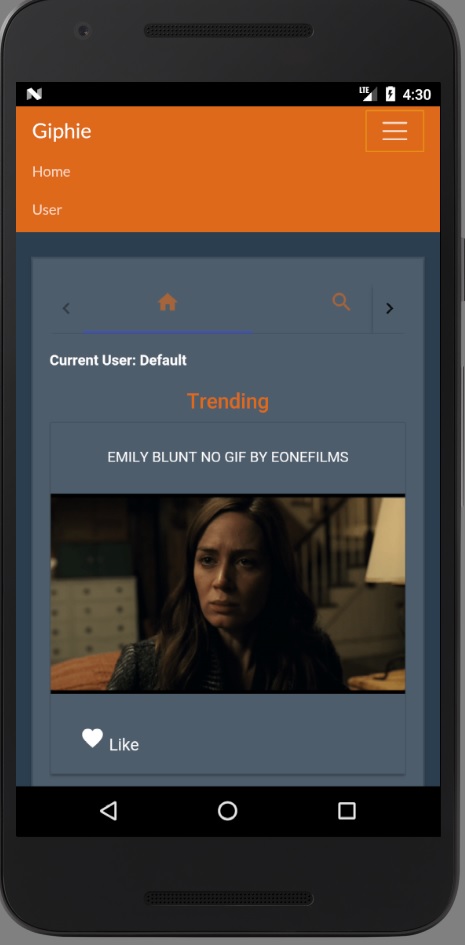 LTE 4:30
Giphie
Home
User
Current User: Default
Trending
EMILY BLUNT NO GIF BY EONEFILMS
Like